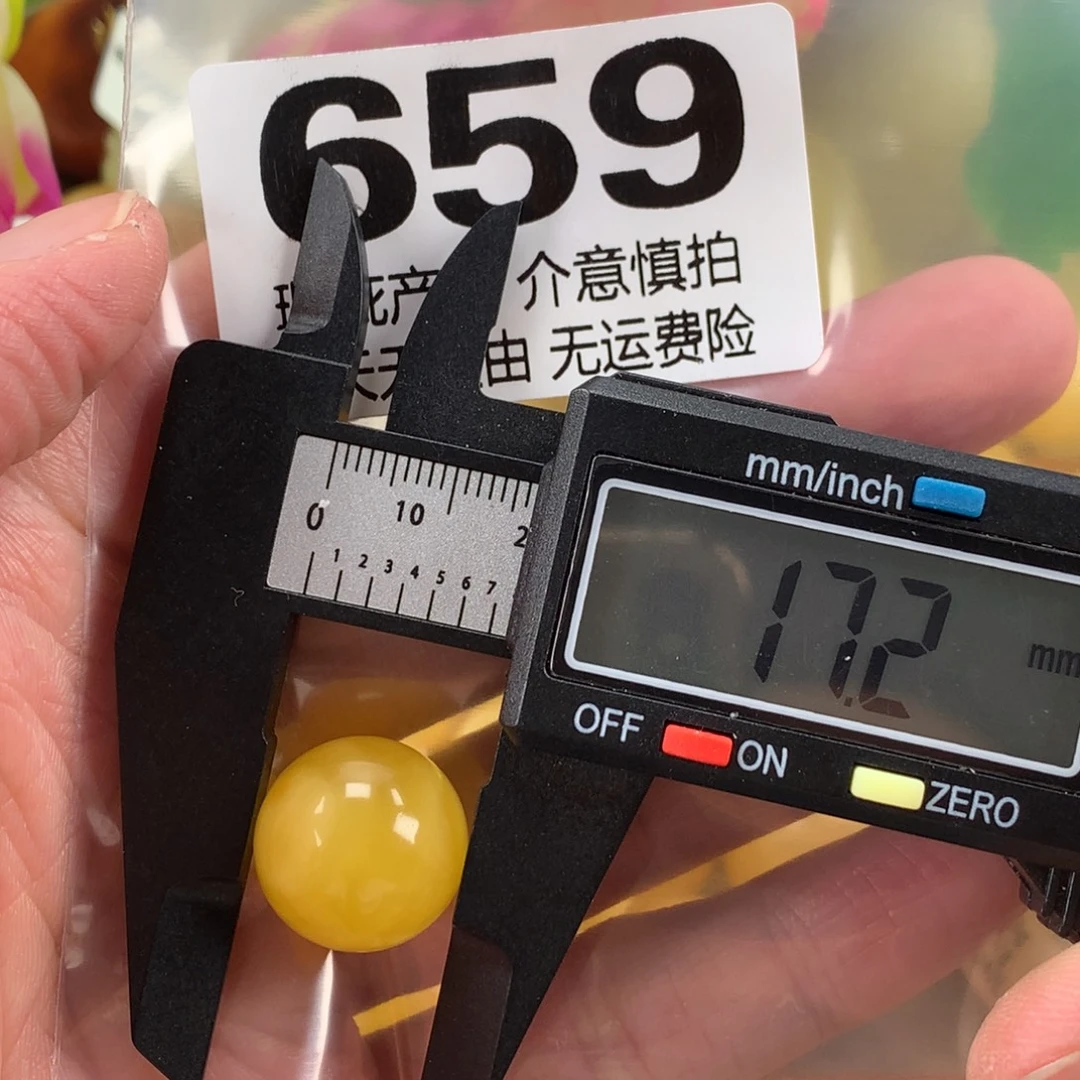 659
介意慎拍
由 无运费险
mm/inch
0 10
1 2 3 4 5 6 7
17.2 mm
OFF ON ZERO